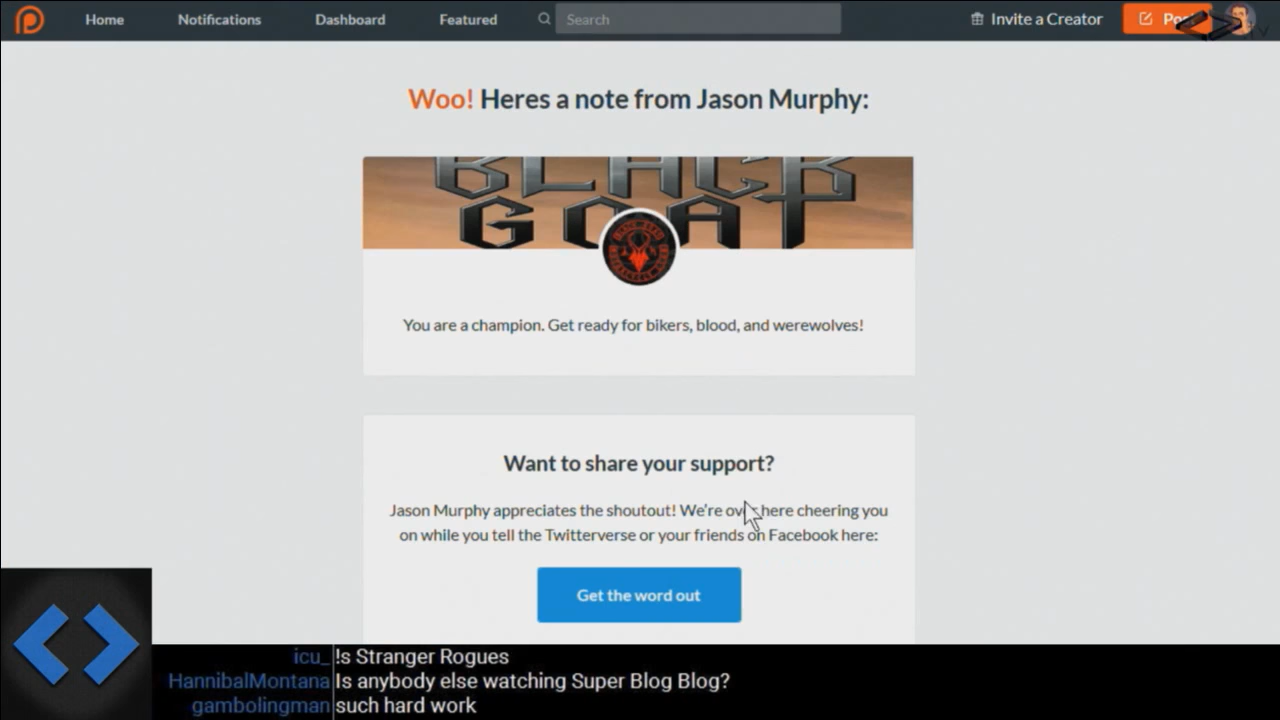 Home Notifications Dashboard Featured Search Invite a Creator
Woo! Heres a note from Jason Murphy:
BLACK
GOAT
You are a champion. Get ready for bikers, blood, and werewolves!
Want to share your support?
Jason Murphy appreciates the shoutout! We're over here cheering you
on while you tell the Twitterverse or your friends on Facebook here:
Get the word out
icu_ !s Stranger Rogues
HannibalMontana Is anybody else watching Super Blog Blog?
gambolingman such hard work